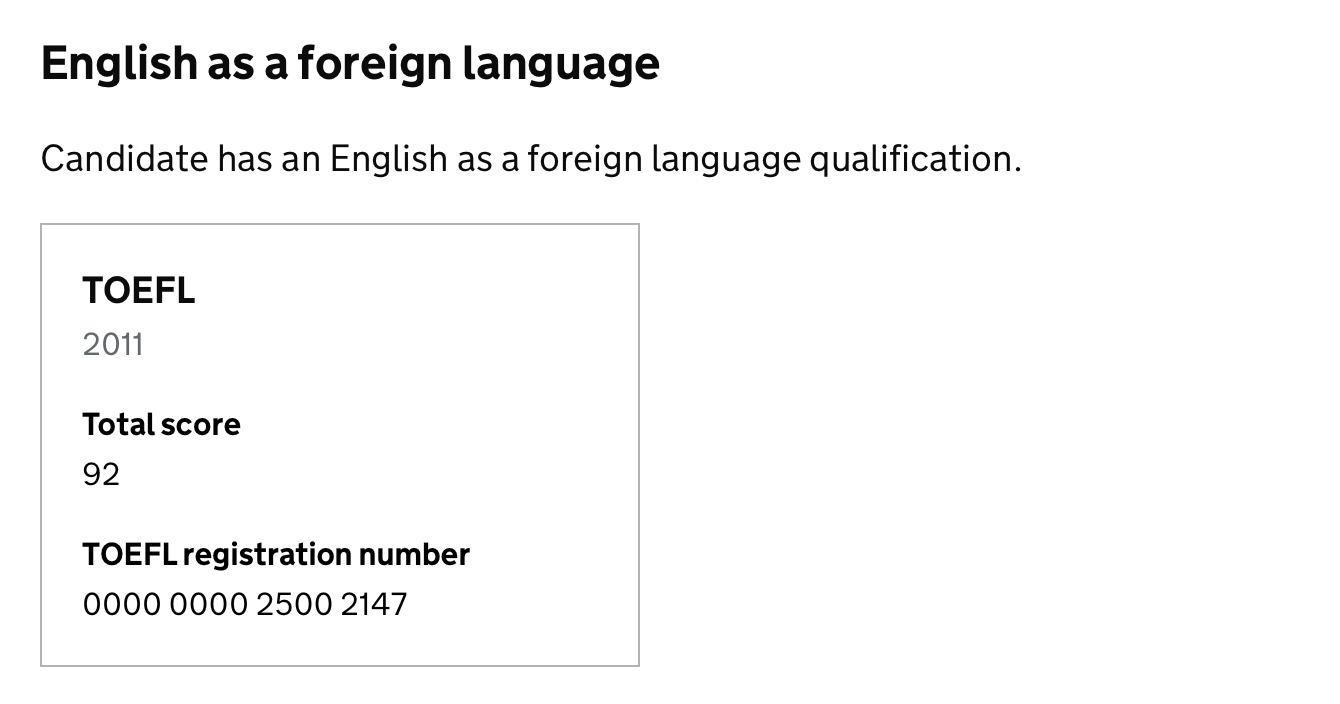 English as a foreign language
Candidate has an English as a foreign language qualification.
TOEFL
2011
Total score
92
TOEFL registration number
0000 0000 2500 2147